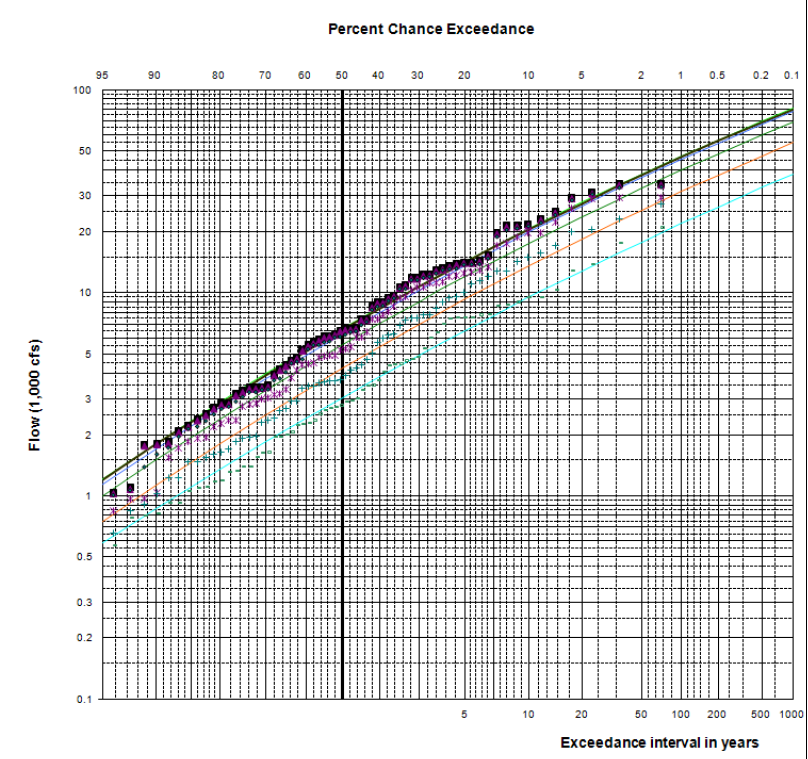 Percent Chance Exceedance
95 90 80 70 60 50 40 30 20 10 5 2 1 0.5 0.2 0.1
100
50
30
20
10
5
3
2
1
0.5
0.3
0.2
0.1
Flow (1,000 cfs)
5 10 20 50 100 200 500 1000
Exceedance interval in years